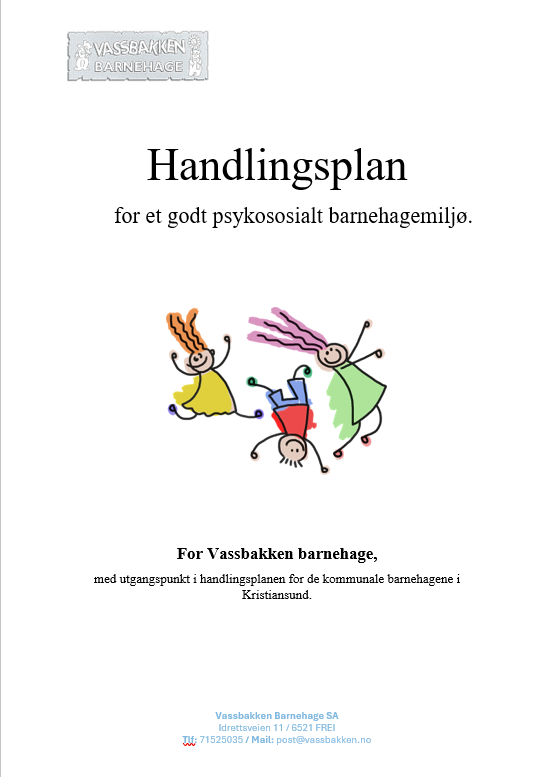 VASSBAKKEN
BARNEHAGE
Handlingsplan
for et godt psykososialt barnehagemiljø.
For Vassbakken barnehage,
med utgangspunkt i handlingsplanen for de kommunale barnehagene i
Kristiansund.
Vassbakken Barnehage SA
Idrettsveien 11 / 6521 FREI
Tlf: 71525035 / Mail: post@vassbakken.no